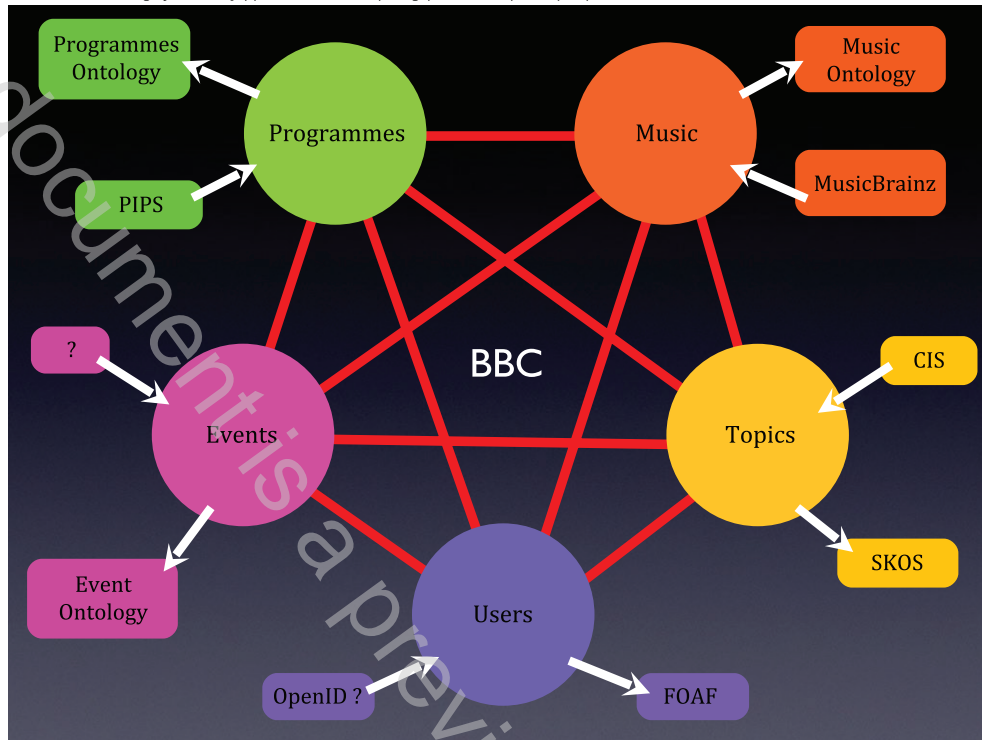 Programmes
Ontology
Music
Ontology
Programmes
Music
PIPS
MusicBrainz
?
BBC
CIS
Events
Topics
Event
Ontology
SKOS
Users
OpenID ?
FOAF
document is a previ